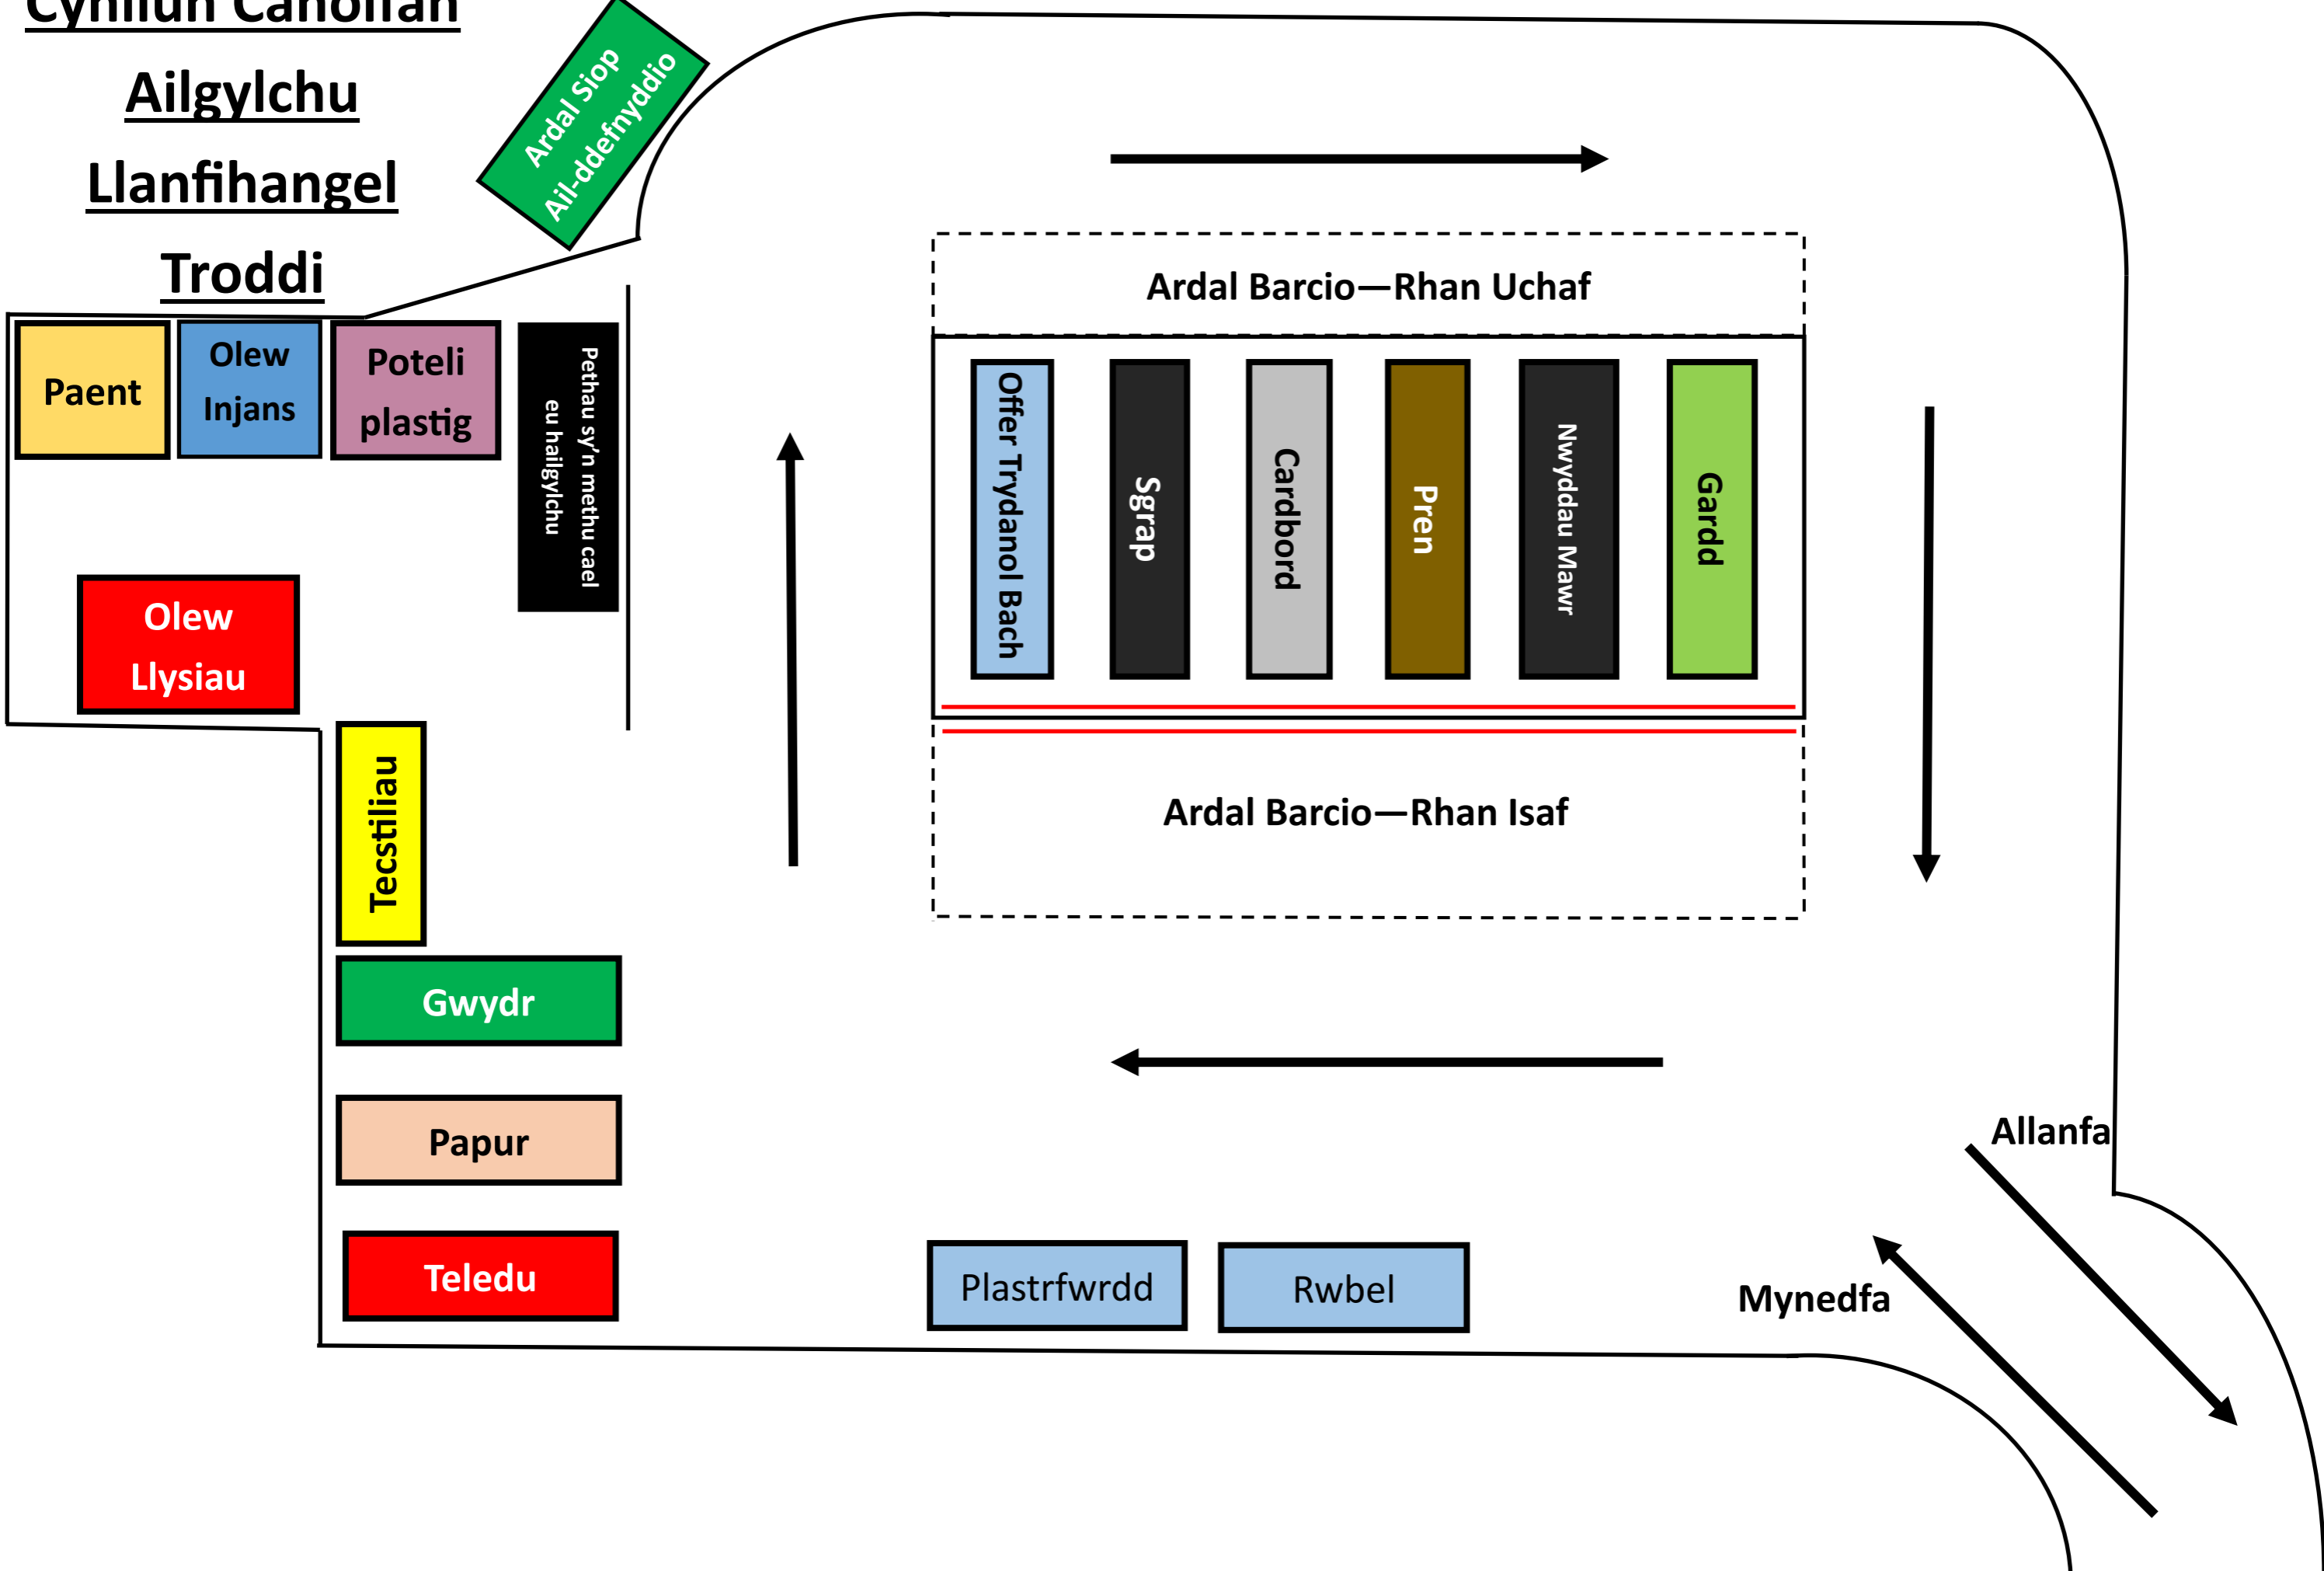 Cynllun Canolfan
Ailgylchu
Llanfihangel
Troddi
Ardal Siop
Ail-ddefnyddio
Ardal Barcio—Rhan Uchaf
Paent
Olew
Injans
Poteli
plastig
Pethau sy'n methu cael
eu hailgylchu
Offer Trydanol Bach
Sgrap
Cardbord
Pren
Nwyddau Mawr
Gardd
Olew
Llysiau
Ardal Barcio—Rhan Isaf
Tecstiliau
Gwydr
Papur
Teledu
Plastrfwrdd
Rwbel
Allanfa
Mynedfa